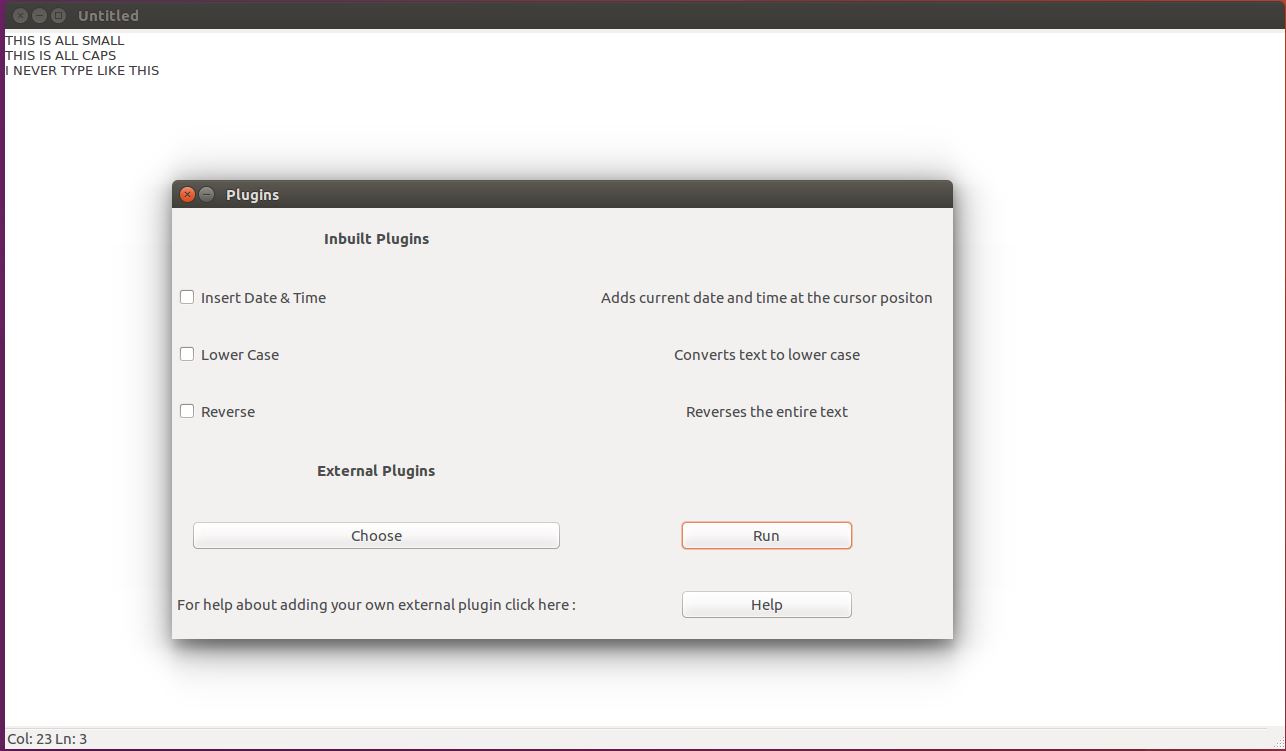 Untitled
THIS IS ALL SMALL
THIS IS ALL CAPS
I NEVER TYPE LIKE THIS
Plugins
Inbuilt Plugins
Insert Date & Time Adds current date and time at the cursor positon
Lower Case Converts text to lower case
Reverse Reverses the entire text
External Plugins
Choose Run
For help about adding your own external plugin click here : Help
Col: 23 Ln: 3